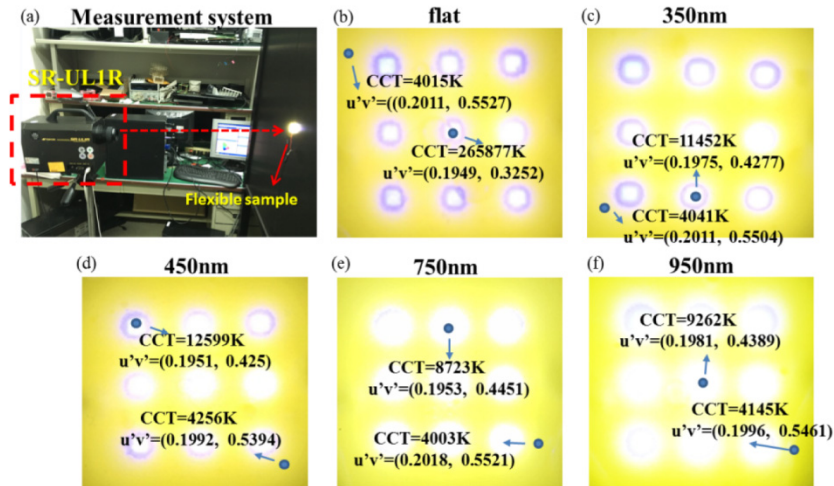 (a) Measurement system
SR-UL1R
Flexible sample
(b) flat
CCT=4015K
u'v'=((0.2011, 0.5527)
CCT=265877K
u'v'=(0.1949, 0.3252)
(c) 350nm
CCT=11452K
u'v'=(0.1975, 0.4277)
CCT=4041K
u'v'=(0.2011, 0.5504)
(d) 450nm
CCT=12599K
u'v'=(0.1951, 0.425)
CCT=4256K
u'v'=(0.1992, 0.5394)
(e) 750nm
CCT=8723K
u'v'=(0.1953, 0.4451)
CCT=4003K
u'v'=(0.2018, 0.5521)
(f) 950nm
CCT=9262K
u'v'=(0.1981, 0.4389)
CCT=4145K
u'v'=(0.1996, 0.5461)